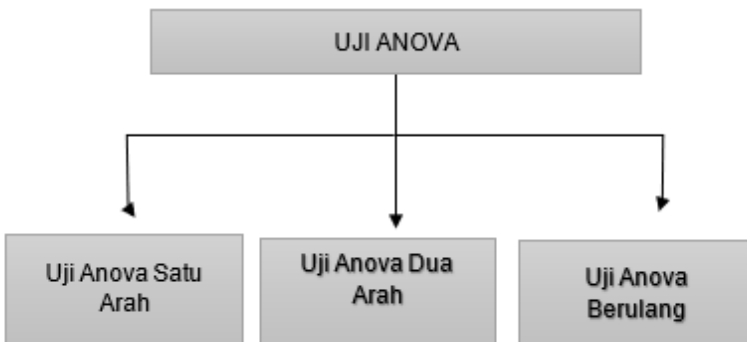 UJI ANOVA
Uji Anova Satu
Arah
Uji Anova Dua
Arah
Uji Anova
Berulang